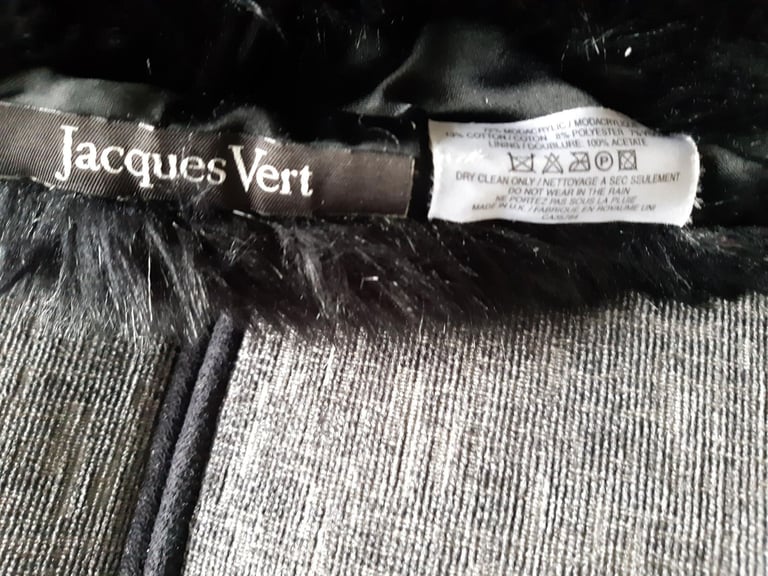 Jacques Vert
MODACRYLIC / MODACRYLIQUE
COTTON / COTON 8% POLYESTER
LINING / DOUBLURE: 100% ACETATE
P
DRY CLEAN ONLY / NETTOYAGE A SEC SEULEMENT
DO NOT WEAR IN THE RAIN
NE PORTEZ PAS SOUS LA PLUIE
MADE IN U.K. / FABRIQUE EN ROYAUME UNI